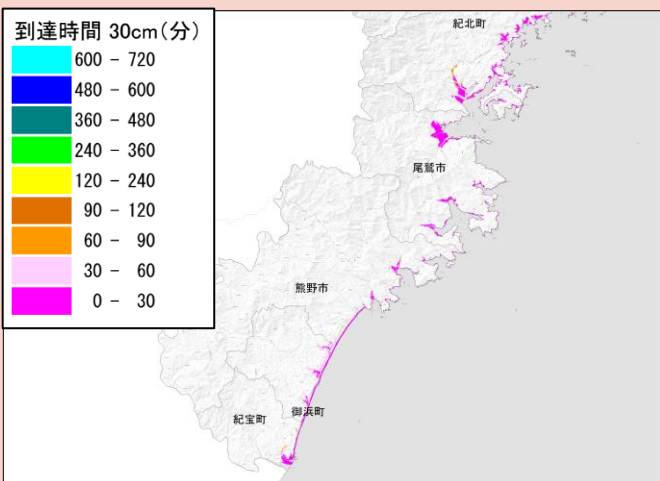 到達時間 30cm(分)
600 - 720
480 - 600
360 - 480
240 - 360
120 - 240
90 - 120
60 - 90
30 - 60
0 - 30
紀北町
尾鷲市
熊野市
御浜町
紀宝町